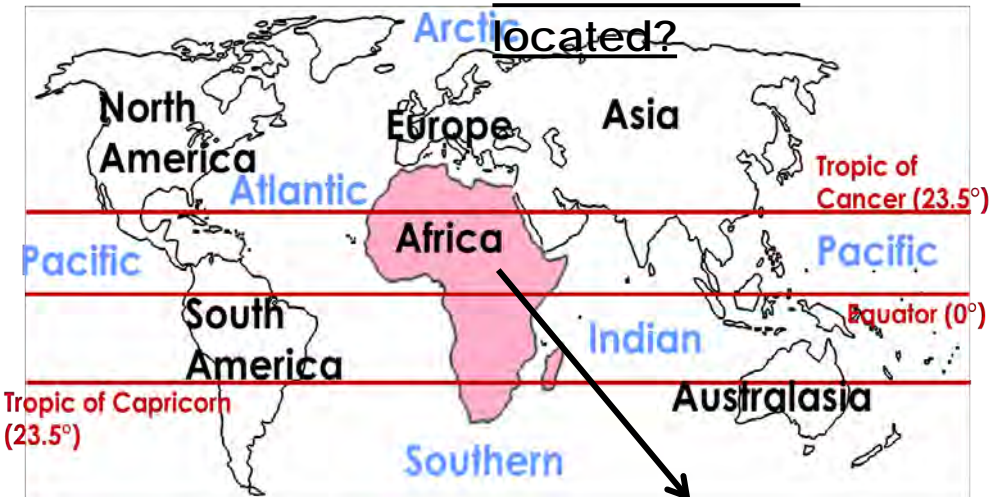 Arctic
located?
North
America
Europe
Asia
Atlantic
Tropic of
Cancer (23.5°)
Africa
Pacific
Pacific
South
America
Equator (0°)
Indian
Tropic of Capricorn
(23.5°)
Australasia
Southern